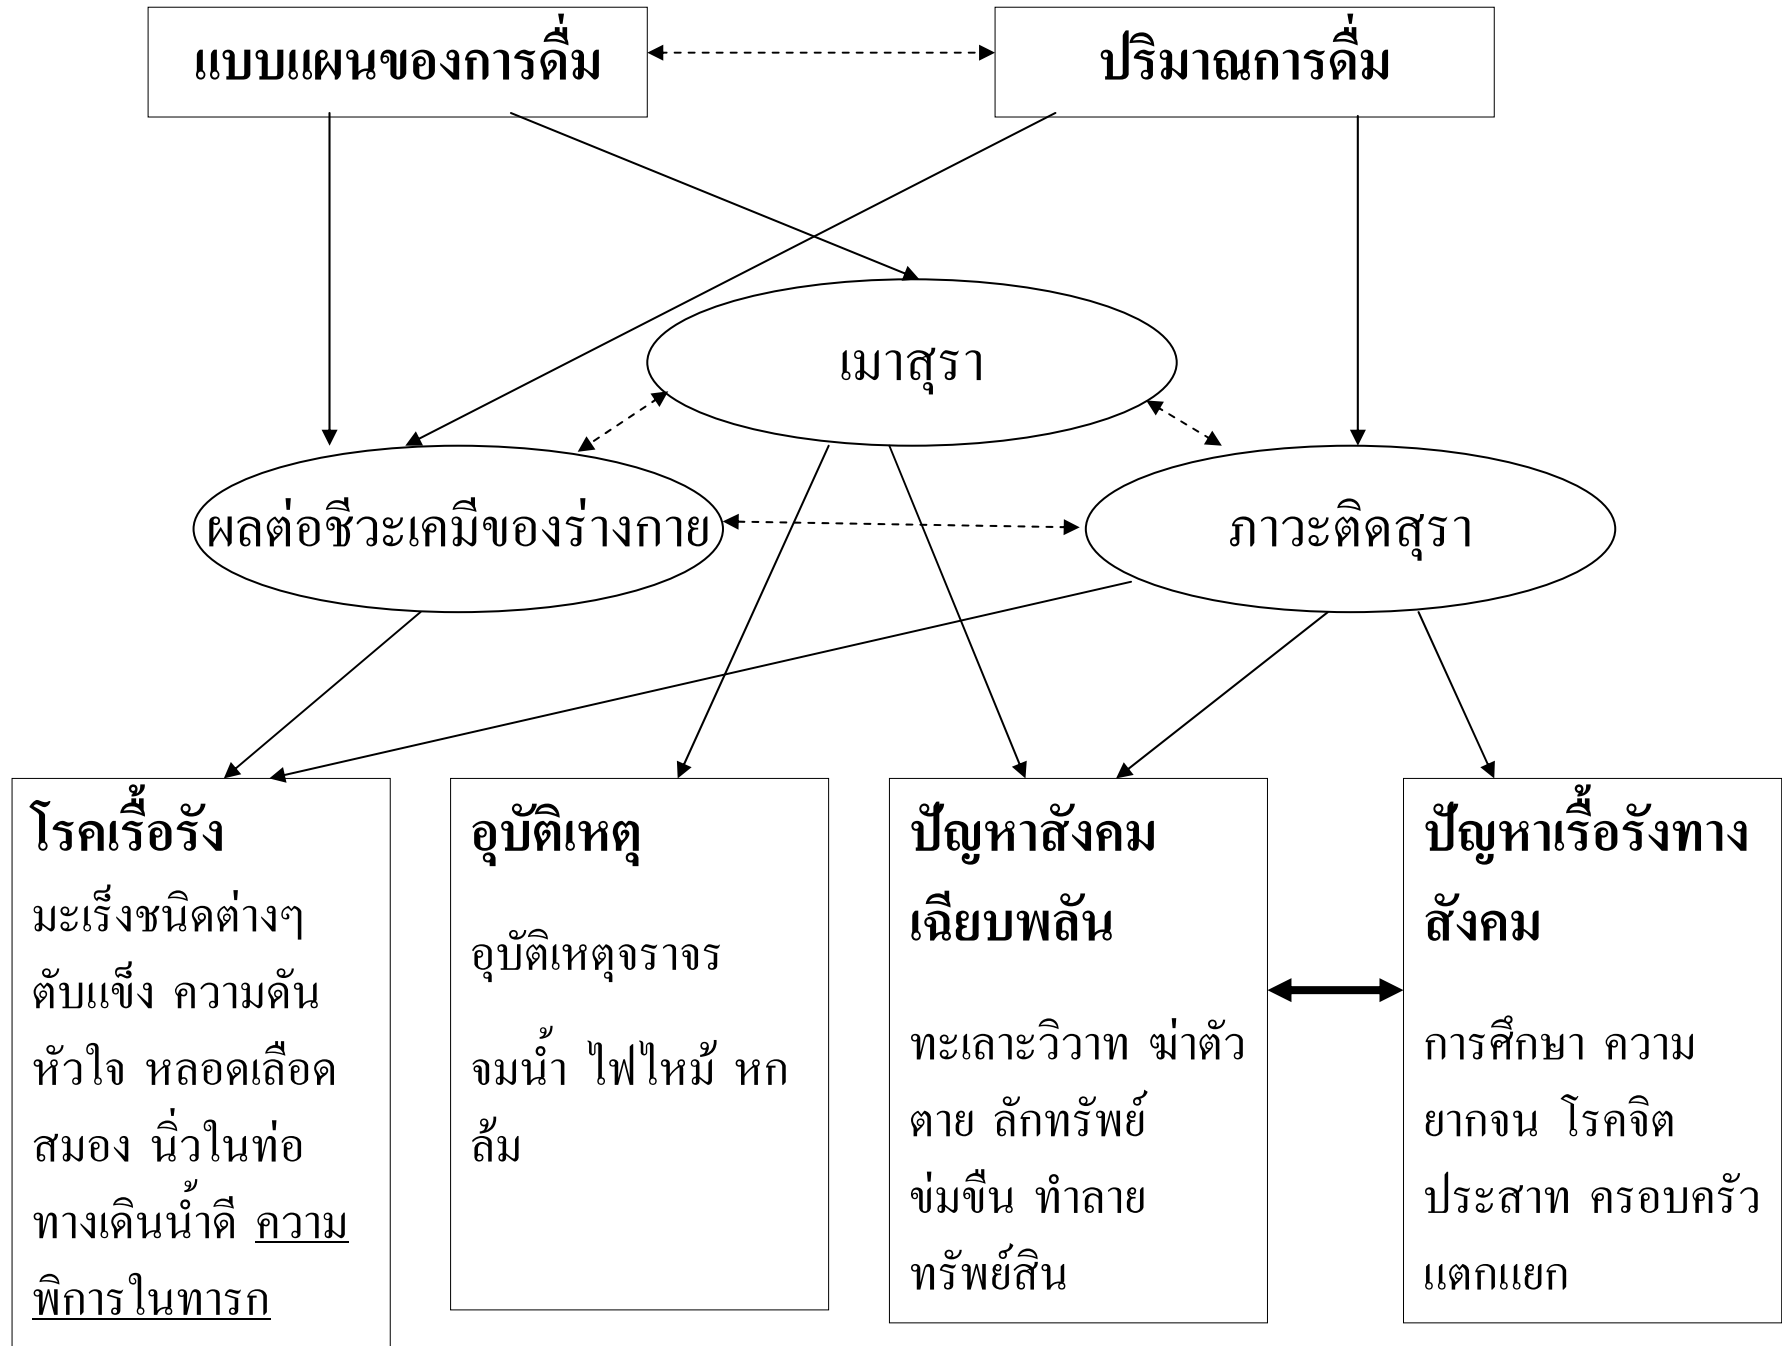 แบบแผนของการดื่ม
ปริมาณการดื่ม
เมาสุรา
ผลต่อชีวะเคมีของร่างกาย
ภาวะติดสุรา
โรคเรื้อรัง
มะเร็งชนิดต่างๆ
ตับแข็ง ความดัน
หัวใจ หลอดเลือด
สมอง นิ่วในท่อ
ทางเดินน้ำดี ความ
พิการในทารก
อุบัติเหตุ
อุบัติเหตุจราจร
จมน้ำ ไฟไหม้ หก
ล้ม
ปัญหาสังคม
เฉียบพลัน
ทะเลาะวิวาท ฆ่าตัว
ตาย ลักทรัพย์
ข่มขืน ทำลาย
ทรัพย์สิน
ปัญหาเรื้อรังทาง
สังคม
การศึกษา ความ
ยากจน โรคจิต
ประสาท ครอบครัว
แตกแยก